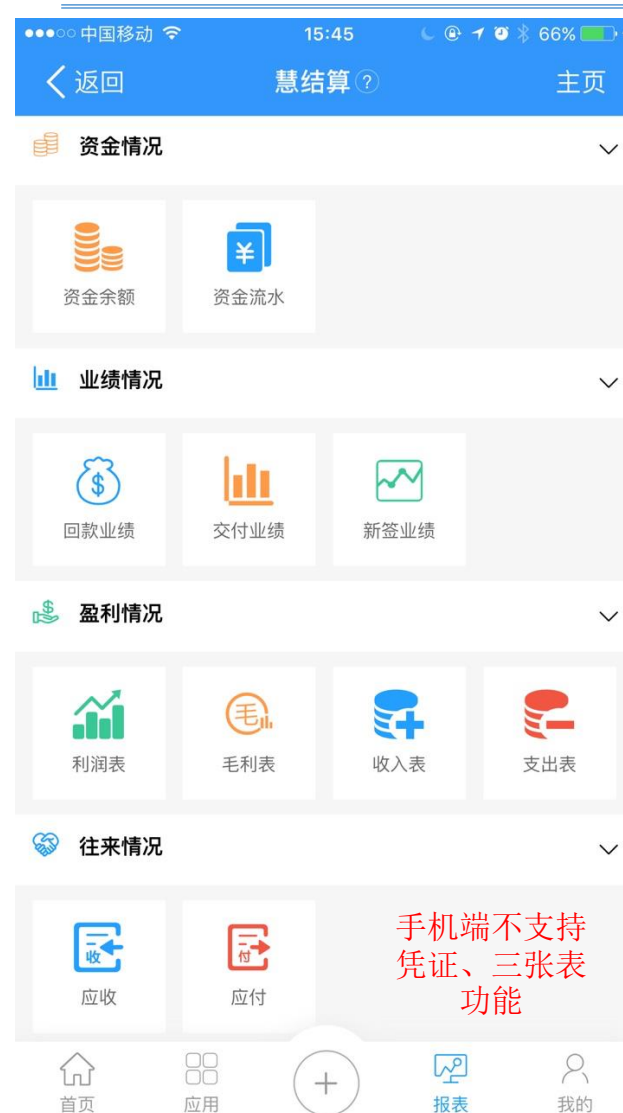 中国移动 15:45 66%
返回 慧结算 ? 主页
资金情况
¥
资金余额 资金流水
业绩情况
$
回款业绩 交付业绩 新签业绩
$ 盈利情况
毛
利润表 毛利表 收入表 支出表
往来情况
收 付
应收 应付
手机端不支持
凭证、三张表
功能
首页 应用 报表 我的